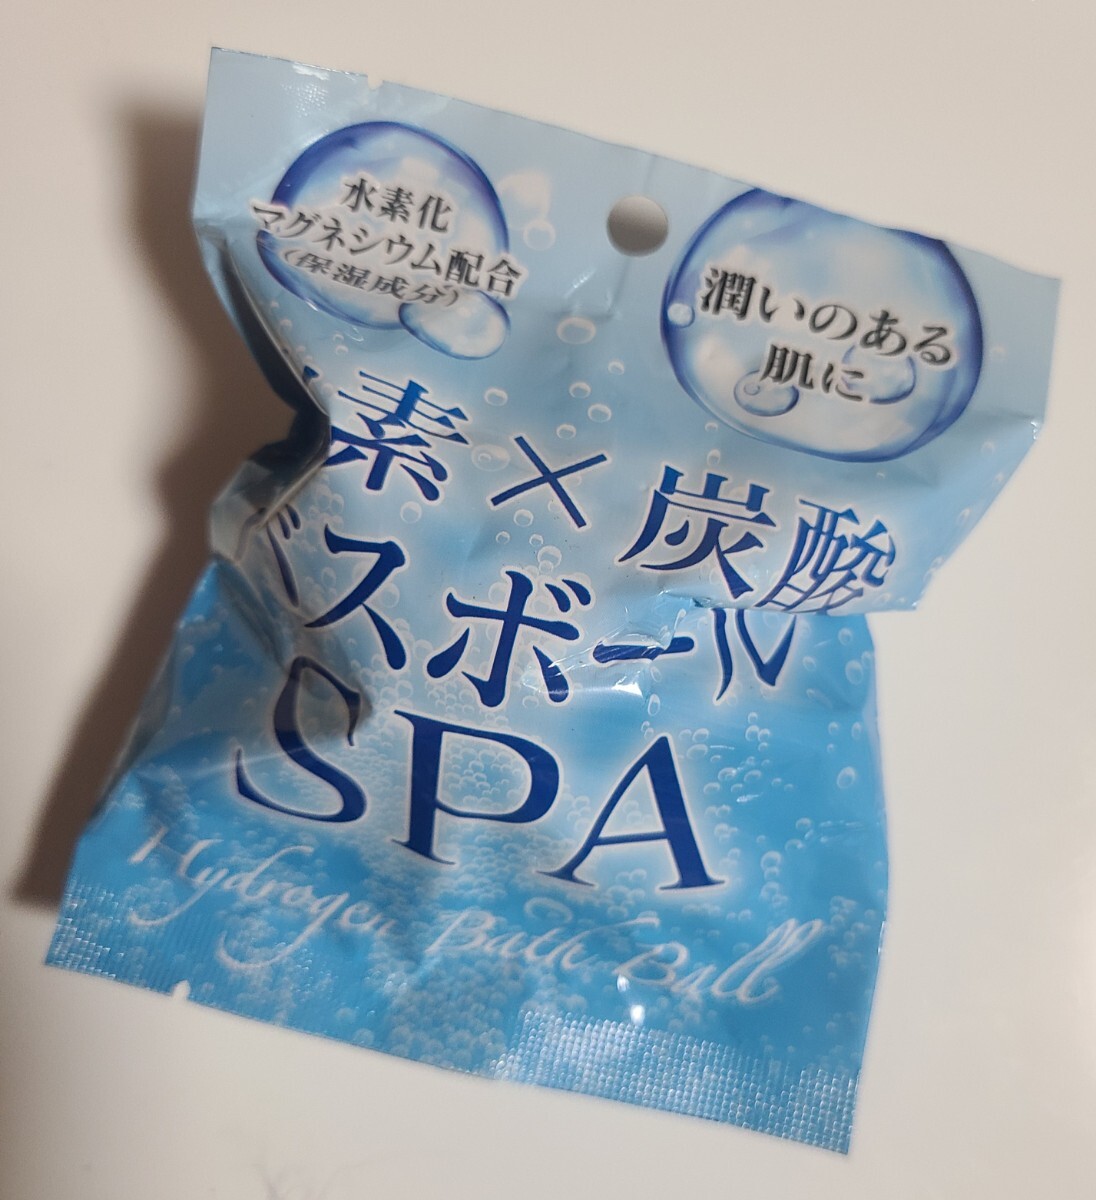 水素化
マグネシウム配合
(保湿成分)
潤いのある
肌に
素×炭酸
バスボール
SPA
Hydrogen Bath Ball